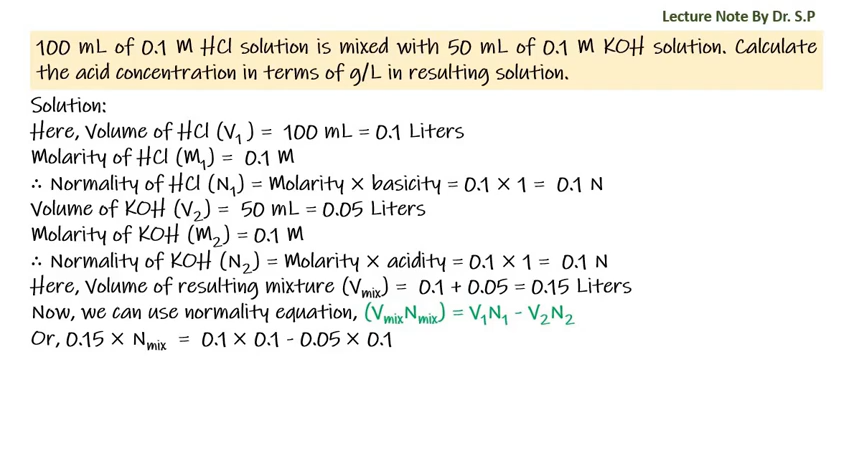 Lecture Note By Dr. S.P
100 mL of 0.1 M HCl solution is mixed with 50 mL of 0.1 M KOH solution. Calculate
the acid concentration in terms of g/L in resulting solution.
Solution:
Here, Volume of HCl (V₁) = 100 mL = 0.1 Liters
Molarity of HCl (M₁) = 0.1 M
∴ Normality of HCl (N₁) = Molarity × basicity = 0.1 × 1 = 0.1 N
Volume of KOH (V₂) = 50 mL = 0.05 Liters
Molarity of KOH (M₂) = 0.1 M
∴ Normality of KOH (N₂) = Molarity × acidity = 0.1 × 1 = 0.1 N
Here, Volume of resulting mixture (Vmix) = 0.1 + 0.05 = 0.15 Liters
Now, we can use normality equation, (VmixNmix) = V₁N₁ - V₂N₂
Or, 0.15 × Nmix = 0.1 × 0.1 - 0.05 × 0.1